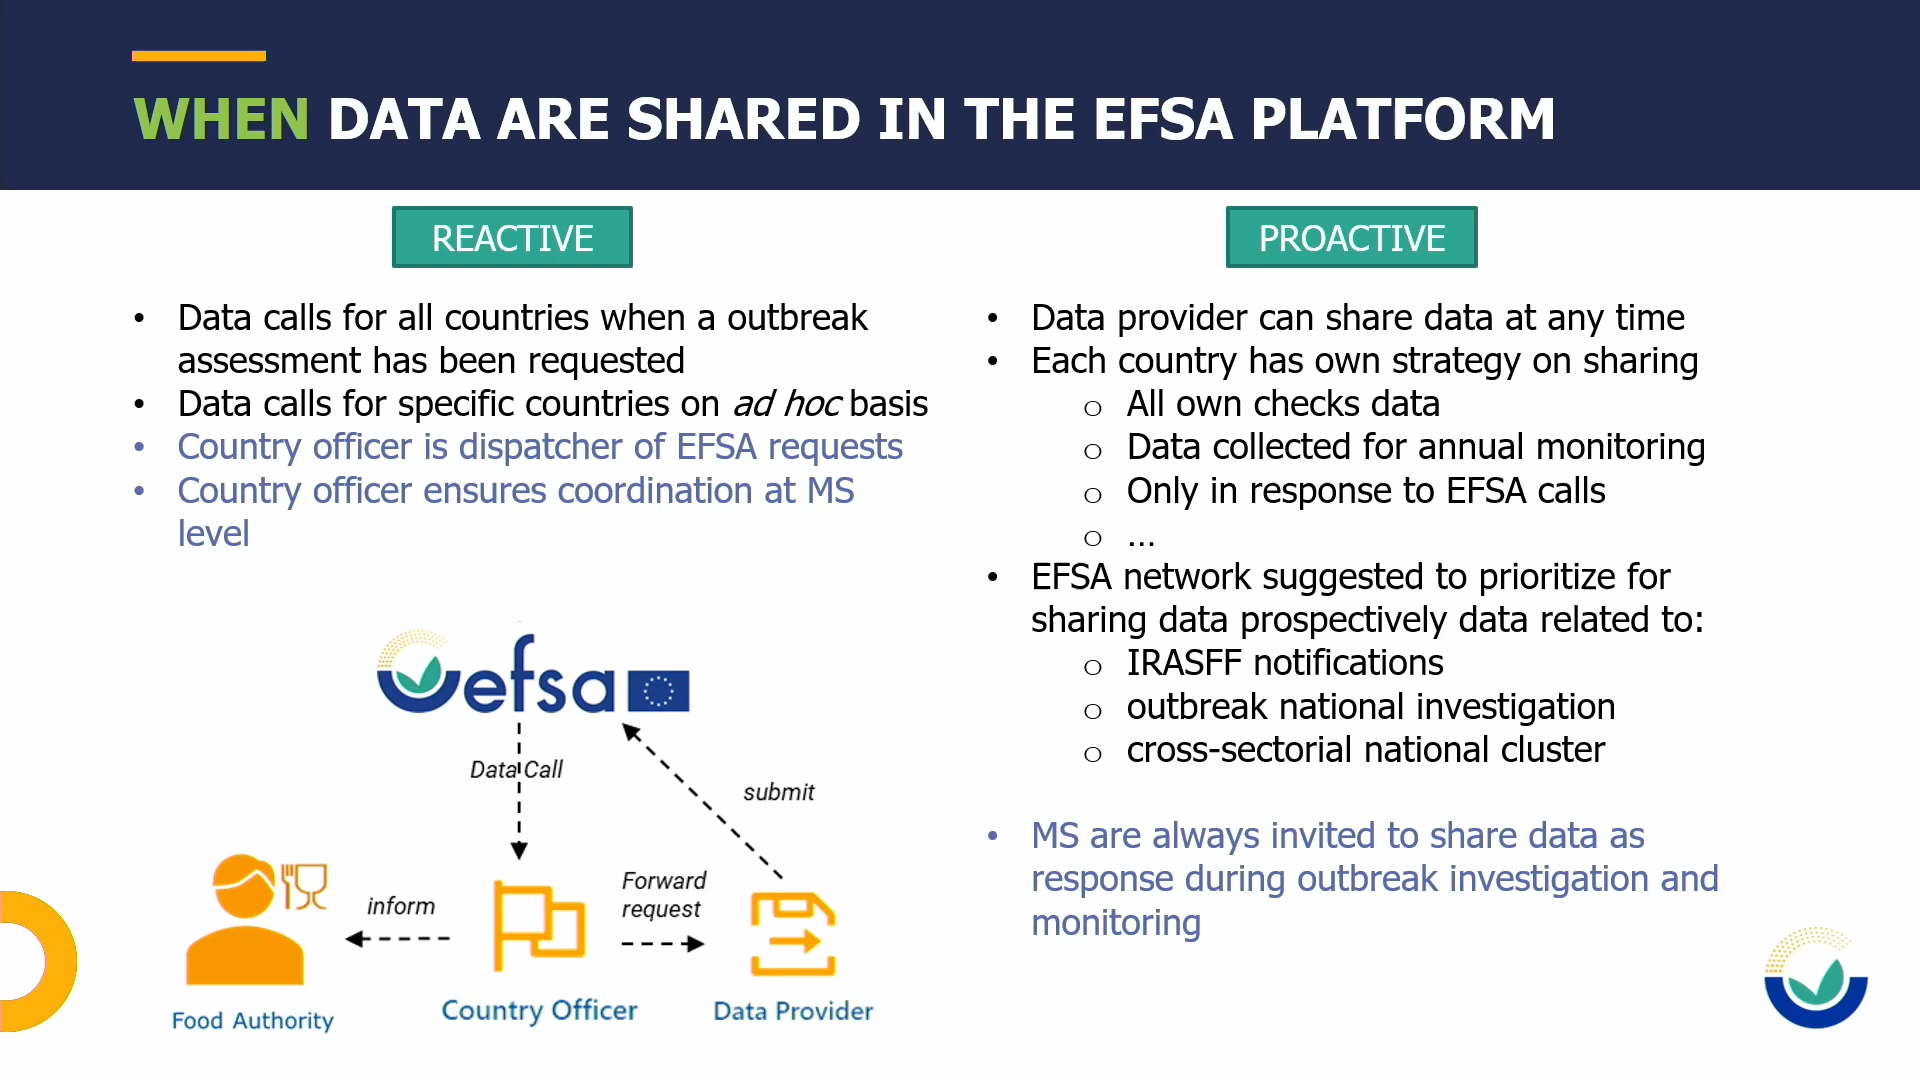 WHEN DATA ARE SHARED IN THE EFSA PLATFORM
REACTIVE
• Data calls for all countries when a outbreak
assessment has been requested
• Data calls for specific countries on ad hoc basis
• Country officer is dispatcher of EFSA requests
• Country officer ensures coordination at MS
level
efsa
Data Call
submit
inform
Forward
request
Food Authority
Country Officer
Data Provider
PROACTIVE
• Data provider can share data at any time
• Each country has own strategy on sharing
o All own checks data
o Data collected for annual monitoring
o Only in response to EFSA calls
o ...
• EFSA network suggested to prioritize for
sharing data prospectively data related to:
o IRASFF notifications
o outbreak national investigation
o cross-sectorial national cluster
• MS are always invited to share data as
response during outbreak investigation and
monitoring